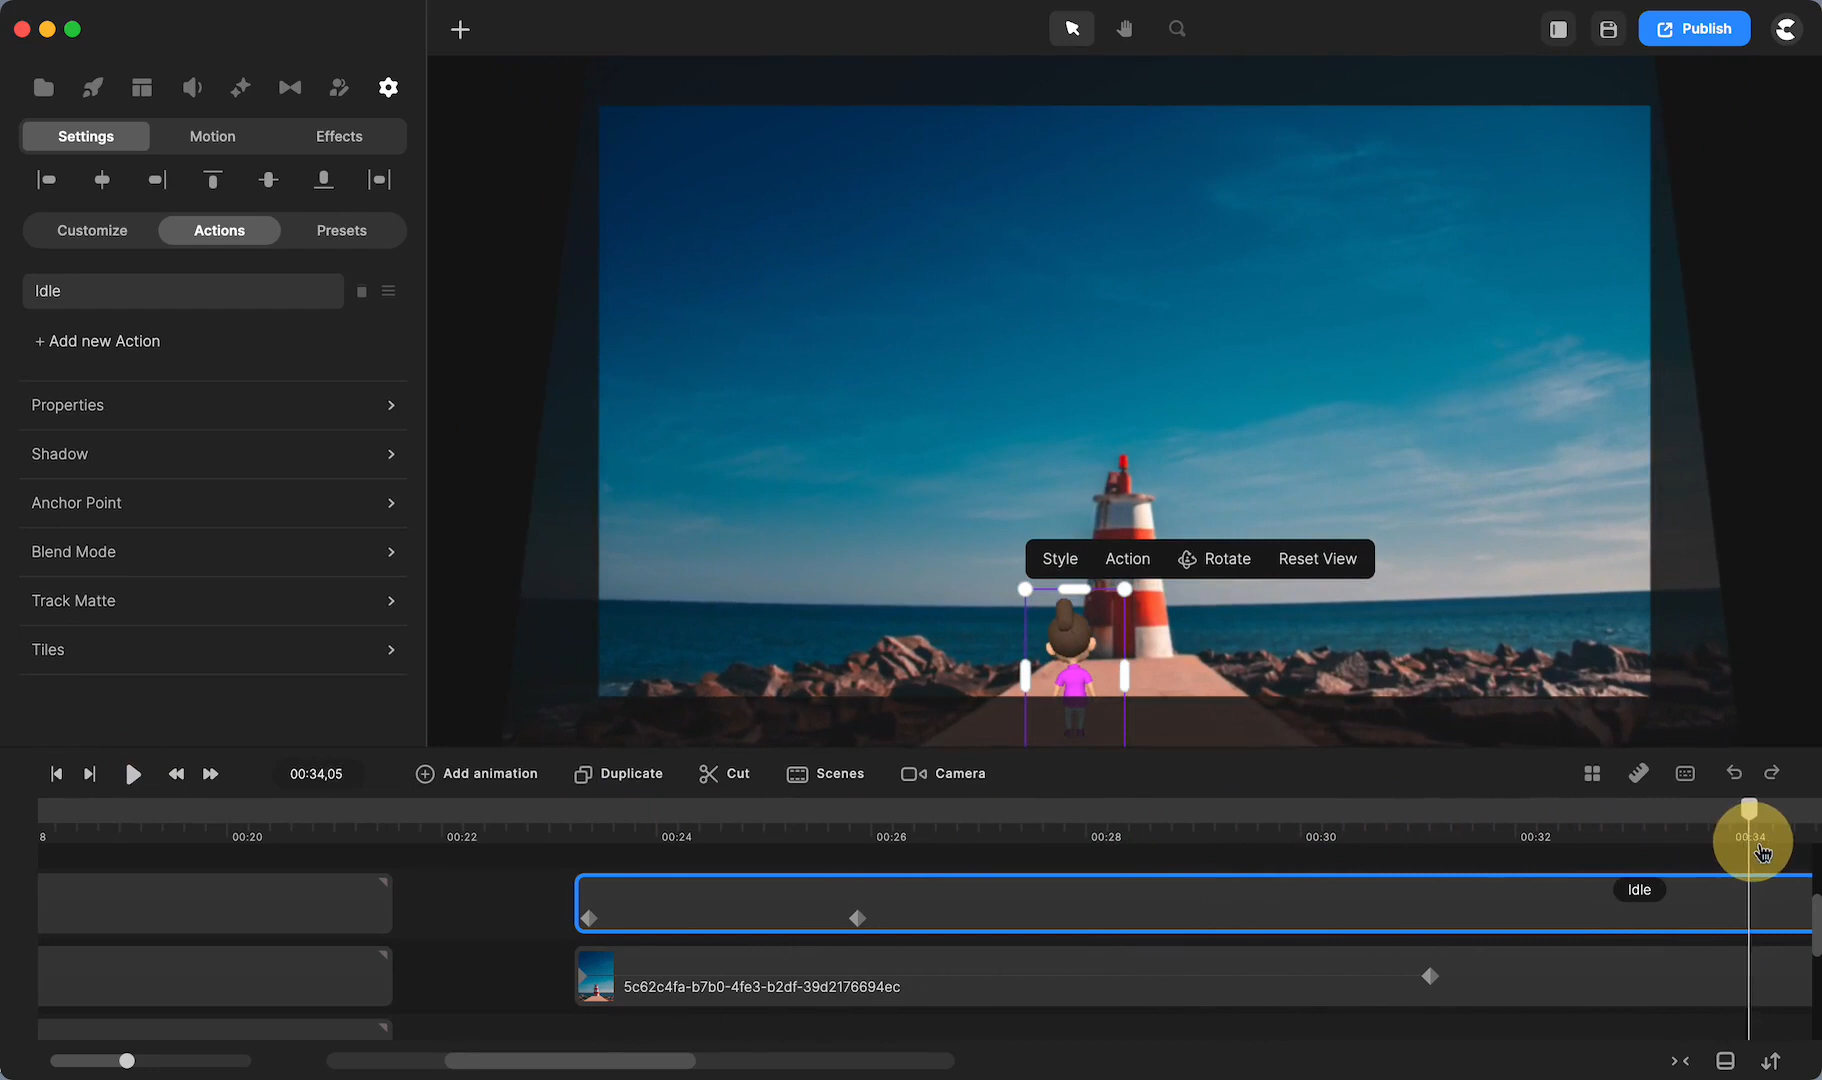 Publish
Settings
Motion
Effects
Customize
Actions
Presets
Idle
+ Add new Action
Properties
Shadow
Anchor Point
Blend Mode
Track Matte
Tiles
Style
Action
Rotate
Reset View
00:34,05
Add animation
Duplicate
Cut
Scenes
Camera
8
00:20
00:22
00:24
00:26
00:28
00:30
00:32
00:34
Idle
5c62c4fa-b7b0-4fe3-b2df-39d2176694ec